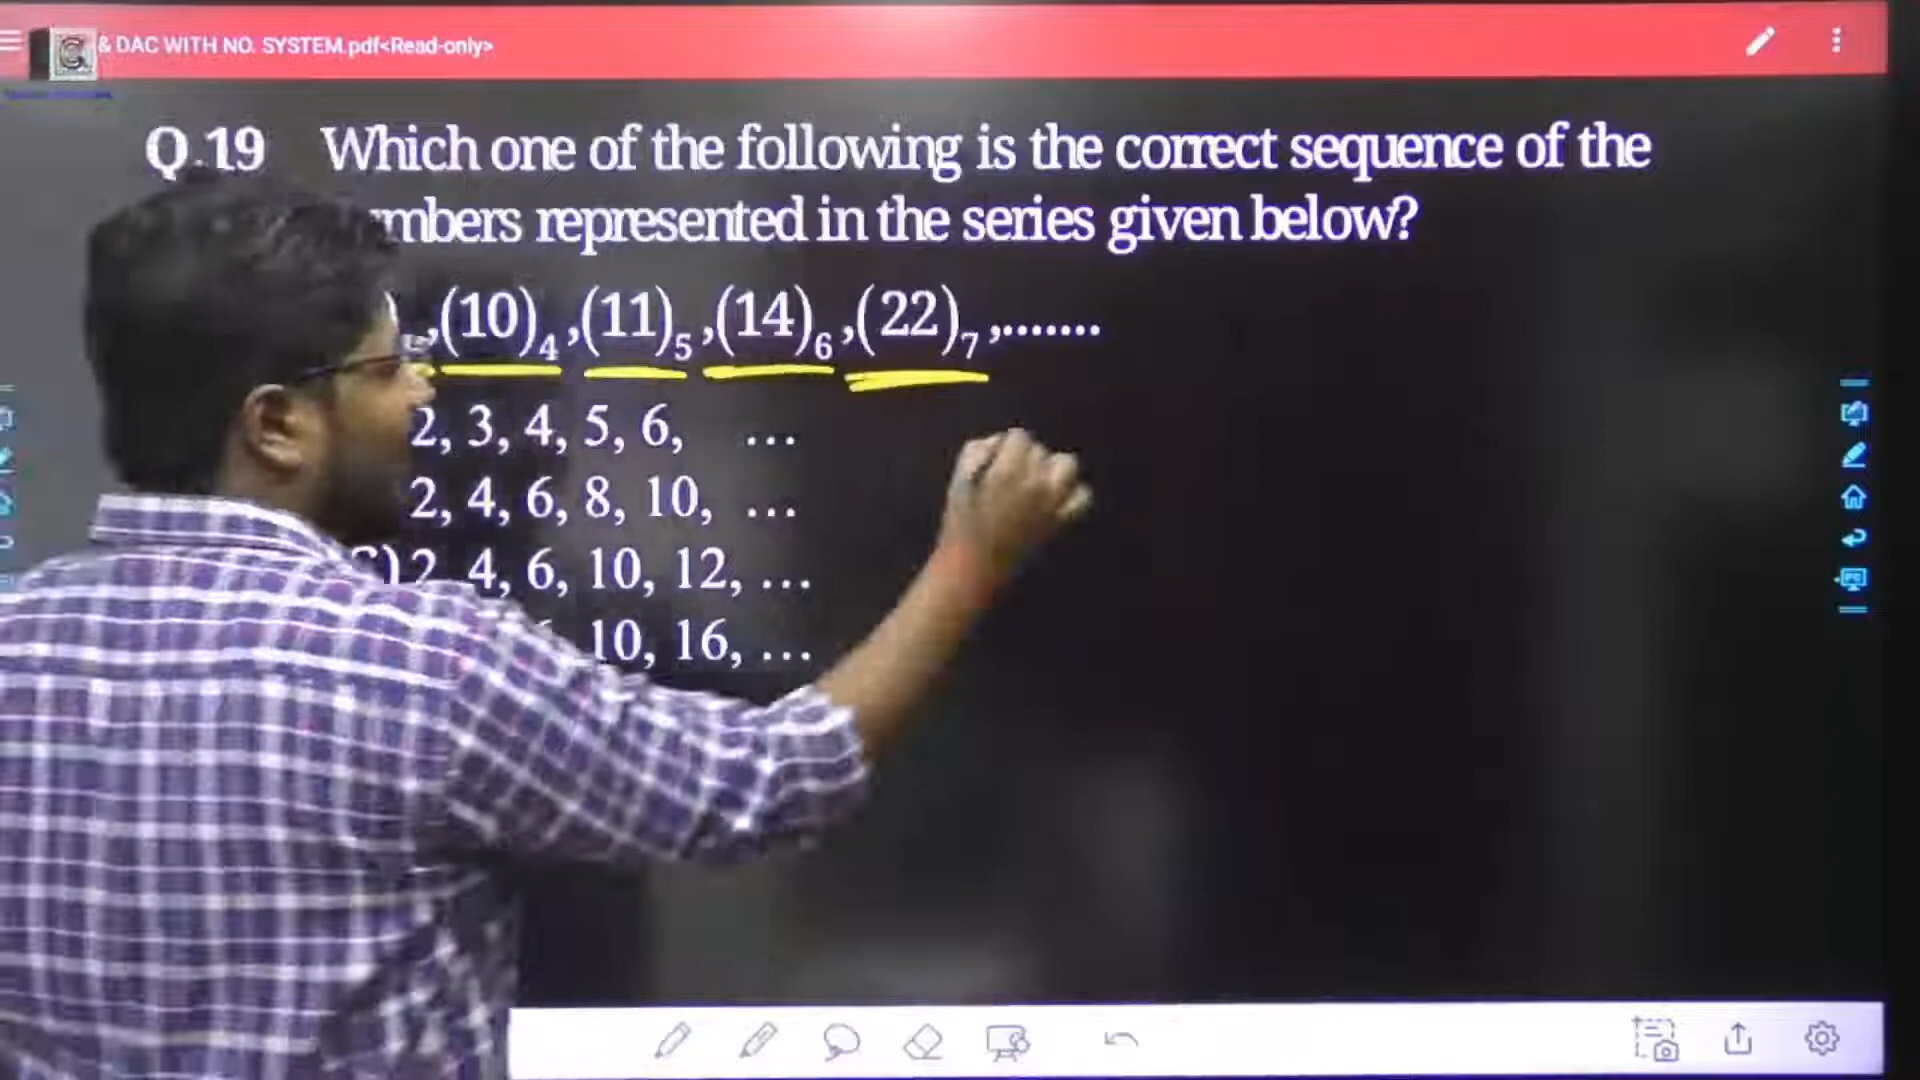 & DAC WITH NO. SYSTEM.pdf<Read-only>
Q.19 Which one of the following is the correct sequence of the
represented in the series given below?
,(10)₄,(11)₅,(14)₆,(22)₇,.......
2, 3, 4, 5, 6, ...
2, 4, 6, 8, 10, ...
2, 4, 6, 10, 12, ...
10, 16, ...